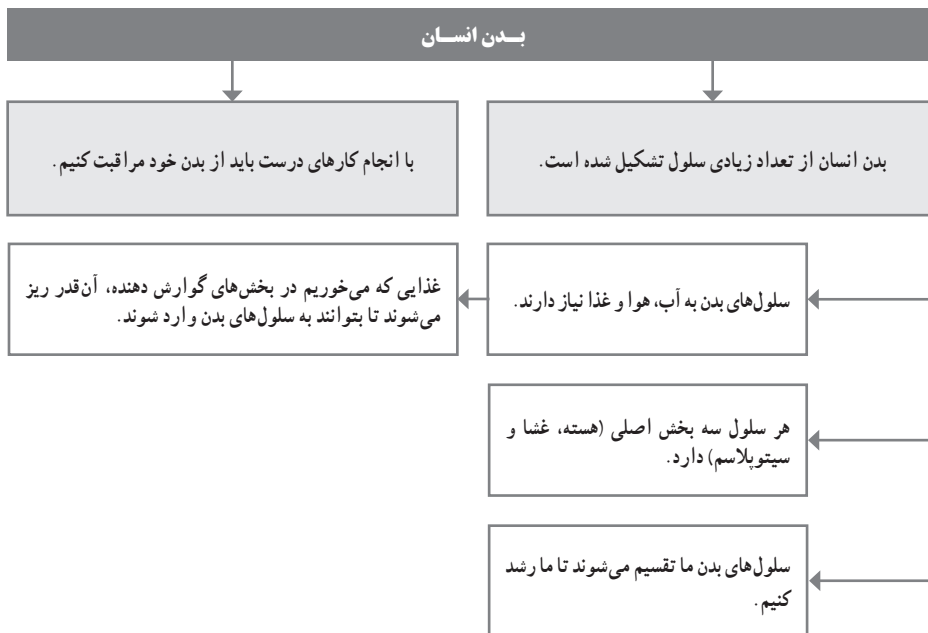 بــدن انســان
بدن انسان از تعداد زیادی سلول تشکیل شده است.
با انجام کارهای درست باید از بدن خود مراقبت کنیم.
سلول‌های بدن به آب، هوا و غذا نیاز دارند.
غذایی که می‌خوریم در بخش‌های گوارش دهنده، آن‌قدر ریز
می‌شوند تا بتوانند به سلول‌های بدن وارد شوند.
هر سلول سه بخش اصلی (هسته، غشا و
سیتوپلاسم) دارد.
سلول‌های بدن ما تقسیم می‌شوند تا ما رشد
کنیم.